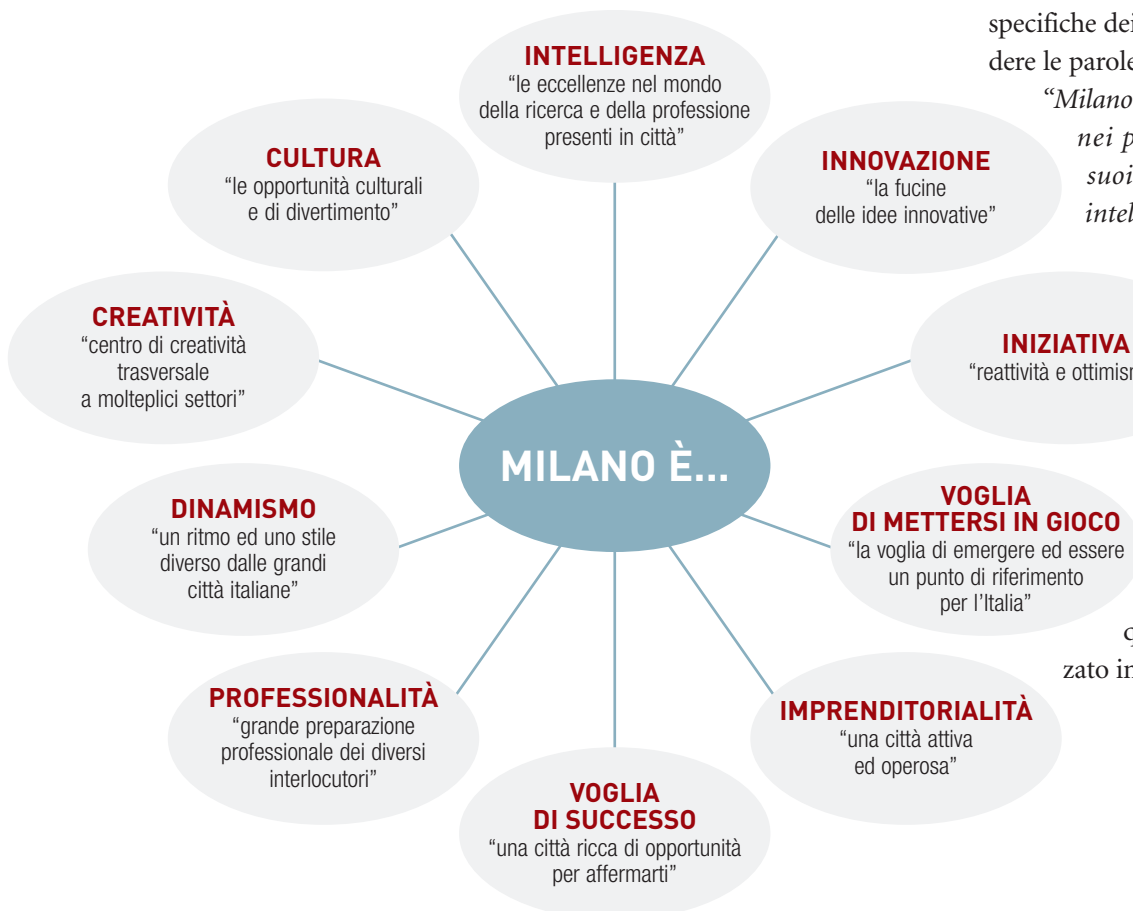 specifiche dei
dere le parole
“Milano
nei p
suoi
intel
INTELLIGENZA
“le eccellenze nel mondo
della ricerca e della professione
presenti in città”
CULTURA
“le opportunità culturali
e di divertimento”
INNOVAZIONE
“la fucine
delle idee innovative”
CREATIVITÀ
“centro di creatività
trasversale
a molteplici settori”
INIZIATIVA
“reattività e ottimism
MILANO È...
DINAMISMO
“un ritmo ed uno stile
diverso dalle grandi
città italiane”
VOGLIA
DI METTERSI IN GIOCO
“la voglia di emergere ed essere
un punto di riferimento
per l’Italia”
zato in
PROFESSIONALITÀ
“grande preparazione
professionale dei diversi
interlocutori”
IMPRENDITORIALITÀ
“una città attiva
ed operosa”
VOGLIA
DI SUCCESSO
“una città ricca di opportunità
per affermarti”